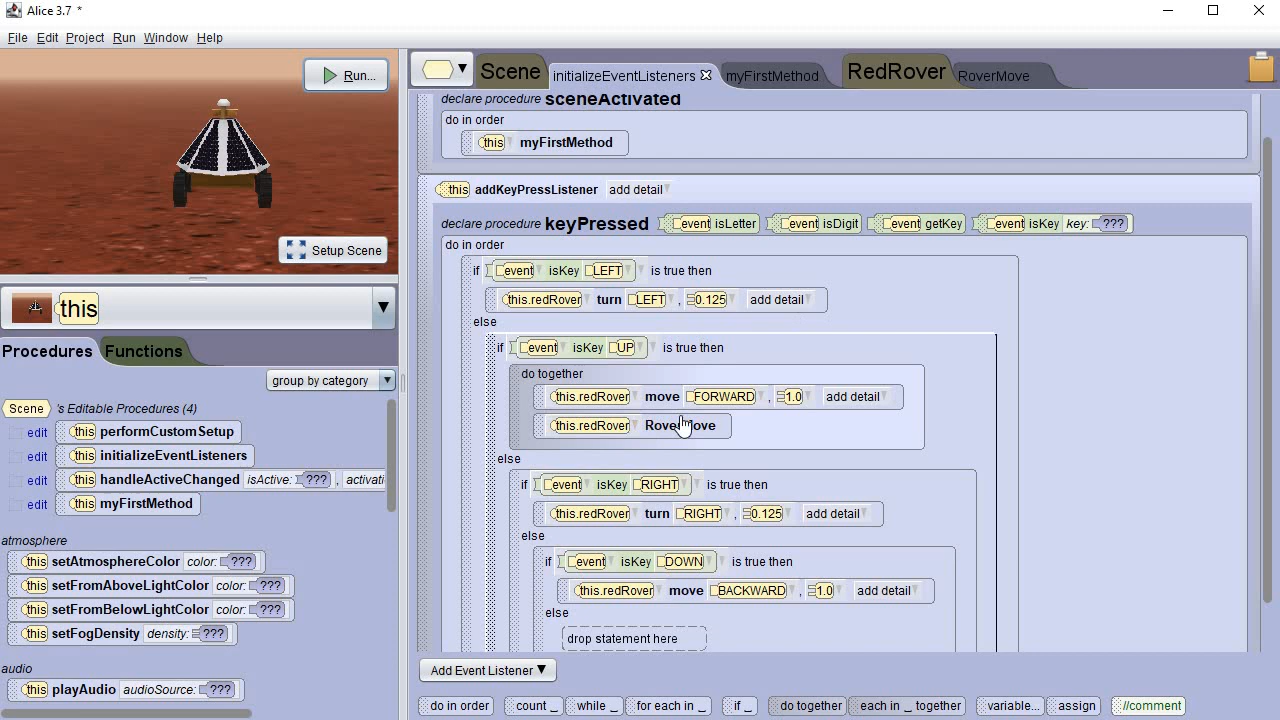 Alice 3.7 *
File Edit Project Run Window Help
Run...
Setup Scene
this
Procedures Functions
group by category
Scene 's Editable Procedures (4)
edit this performCustomSetup
edit this initializeEventListeners
edit this handleActiveChanged isActive: ??? , activati
edit this myFirstMethod
atmosphere
this setAtmosphereColor color: ???
this setFromAboveLightColor color: ???
this setFromBelowLightColor color: ???
this setFogDensity density: ???
audio
this playAudio audioSource: ???
Scene initializeEventListeners myFirstMethod RedRover RoverMove
declare procedure sceneActivated
do in order
this myFirstMethod
this addKeyPressListener add detail
declare procedure keyPressed event isLetter event isDigit event getKey event isKey key: ???
do in order
if event isKey LEFT is true then
this.redRover turn LEFT , 0.125 add detail
else
if event isKey UP is true then
do together
this.redRover move FORWARD , 1.0 add detail
this.redRover RoverMove
else
if event isKey RIGHT is true then
this.redRover turn RIGHT , 0.125 add detail
else
if event isKey DOWN is true then
this.redRover move BACKWARD , 1.0 add detail
else
drop statement here
Add Event Listener
do in order count _ while _ for each in _ if _ do together each in _ together variable... assign //comment